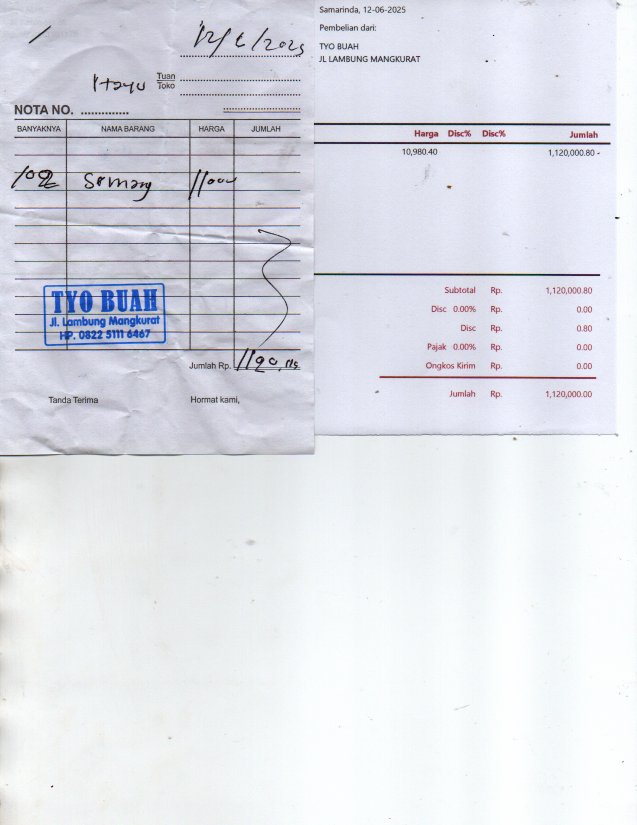 12/6/2025
Tuan
Toko
NOTA NO. ..............
BANYAKNYA NAMA BARANG HARGA JUMLAH
102 Semang 11000
TYO BUAH
Jl. Lambung Mangkurat
HP. 0822 5111 6467
Jumlah Rp.
Tanda Terima Hormat kami,
Samarinda, 12-06-2025
Pembelian dari:
TYO BUAH
JL LAMBUNG MANGKURAT
Harga Disc% Disc% Jumlah
10,980.40 1,120,000.80 -
Subtotal Rp. 1,120,000.80
Disc 0.00% Rp. 0.00
Disc Rp. 0.80
Pajak 0.00% Rp. 0.00
Ongkos Kirim Rp. 0.00
Jumlah Rp. 1,120,000.00